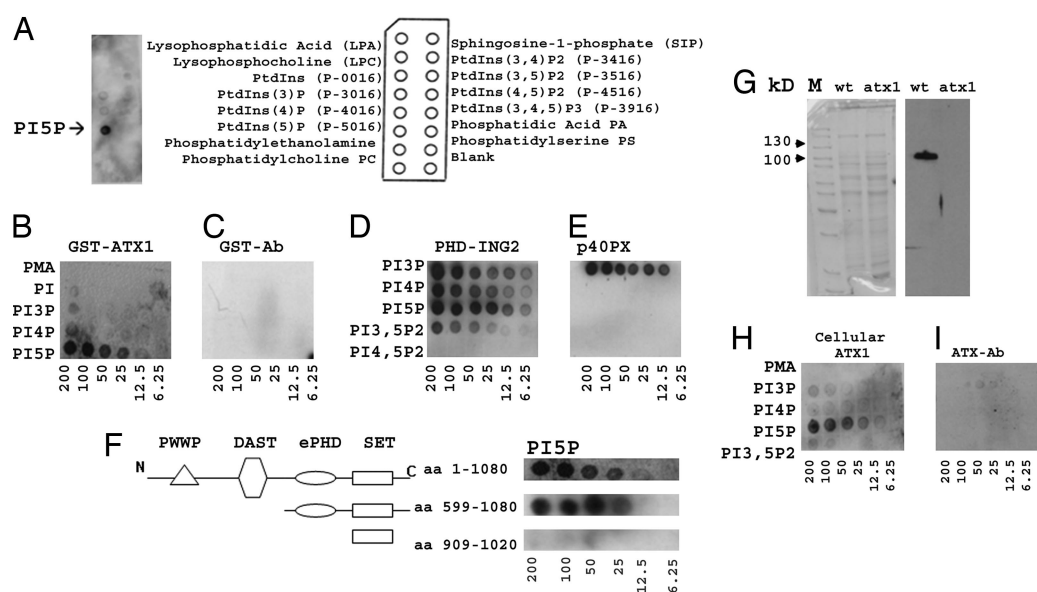 A
PI5P→
Lysophosphatidic Acid (LPA)
Lysophosphocholine (LPC)
PtdIns (P-0016)
PtdIns(3)P (P-3016)
PtdIns(4)P (P-4016)
PtdIns(5)P (P-5016)
Phosphatidylethanolamine
Phosphatidylcholine PC
Sphingosine-1-phosphate (SIP)
PtdIns(3,4)P2 (P-3416)
PtdIns(3,5)P2 (P-3516)
PtdIns(4,5)P2 (P-4516)
PtdIns(3,4,5)P3 (P-3916)
Phosphatidic Acid PA
Phosphatidylserine PS
Blank
G kD M wt atx1 wt atx1
130
100
B
GST-ATX1
PMA
PI
PI3P
PI4P
PI5P
200 100 50 25 12.5 6.25
C
GST-Ab
200 100 50 25 12.5 6.25
D
PHD-ING2
PI3P
PI4P
PI5P
PI3,5P2
PI4,5P2
200 100 50 25 12.5 6.25
E
p40PX
200 100 50 25 12.5 6.25
F
PWWP DAST ePHD SET
N
C
aa 1-1080
aa 599-1080
aa 909-1020
PI5P
200 100 50 25 12.5 6.25
H
Cellular
ATX1
PMA
PI3P
PI4P
PI5P
PI3,5P2
200 100 50 25 12.5 6.25
I
ATX-Ab
200 100 50 25 12.5 6.25